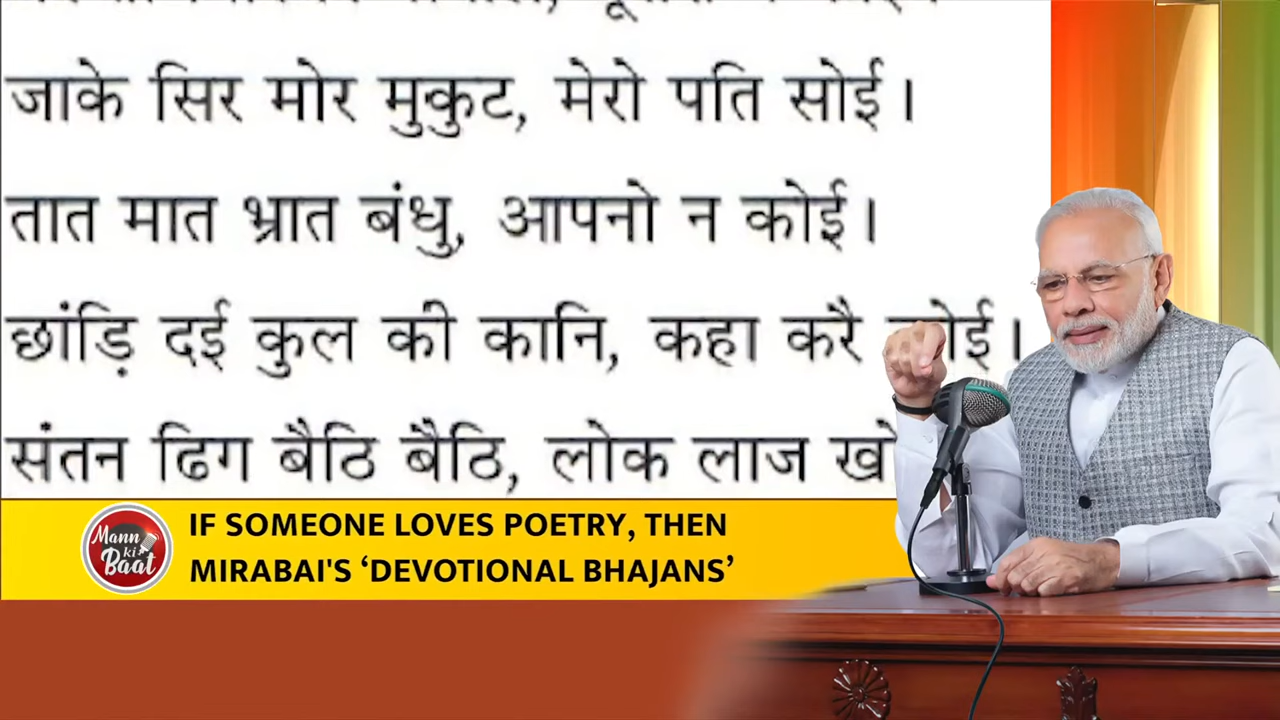 जाके सिर मोर मुकुट, मेरो पति सोई।
तात मात भ्रात बंधु, आपनो न कोई।
छांड़ि दई कुल की कानि, कहा करै
संतन ढिग बैठि बैठि, लोक लाज
Mann
ki
Baat
IF SOMEONE LOVES POETRY, THEN
MIRABAI'S ‘DEVOTIONAL BHAJANS’